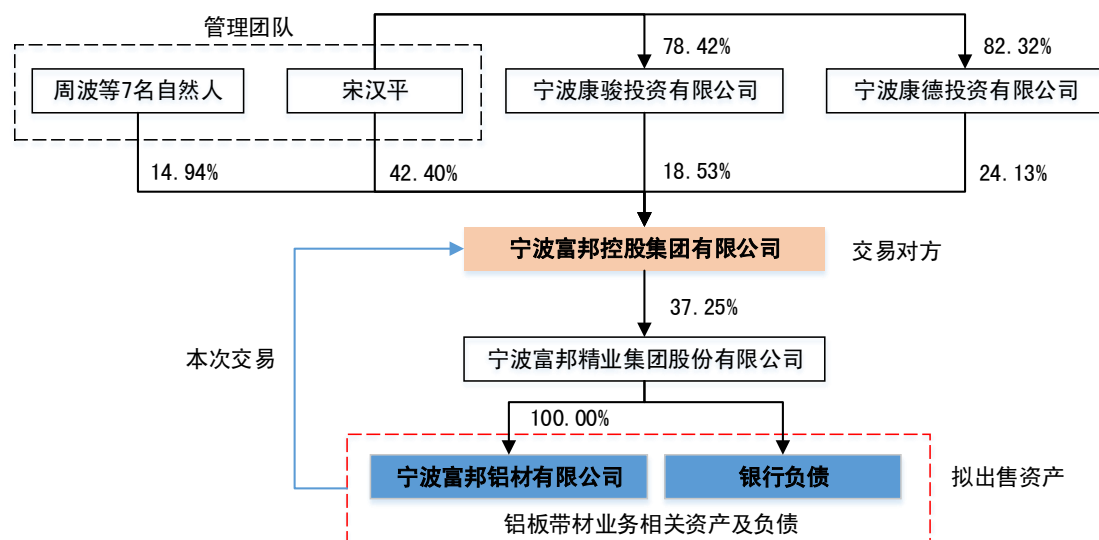 管理团队
78.42%
82.32%
周波等7名自然人
宋汉平
宁波康骏投资有限公司
宁波康德投资有限公司
14.94%
42.40%
18.53%
24.13%
宁波富邦控股集团有限公司
交易对方
37.25%
本次交易
宁波富邦精业集团股份有限公司
100.00%
宁波富邦铝材有限公司
银行负债
拟出售资产
铝板带材业务相关资产及负债